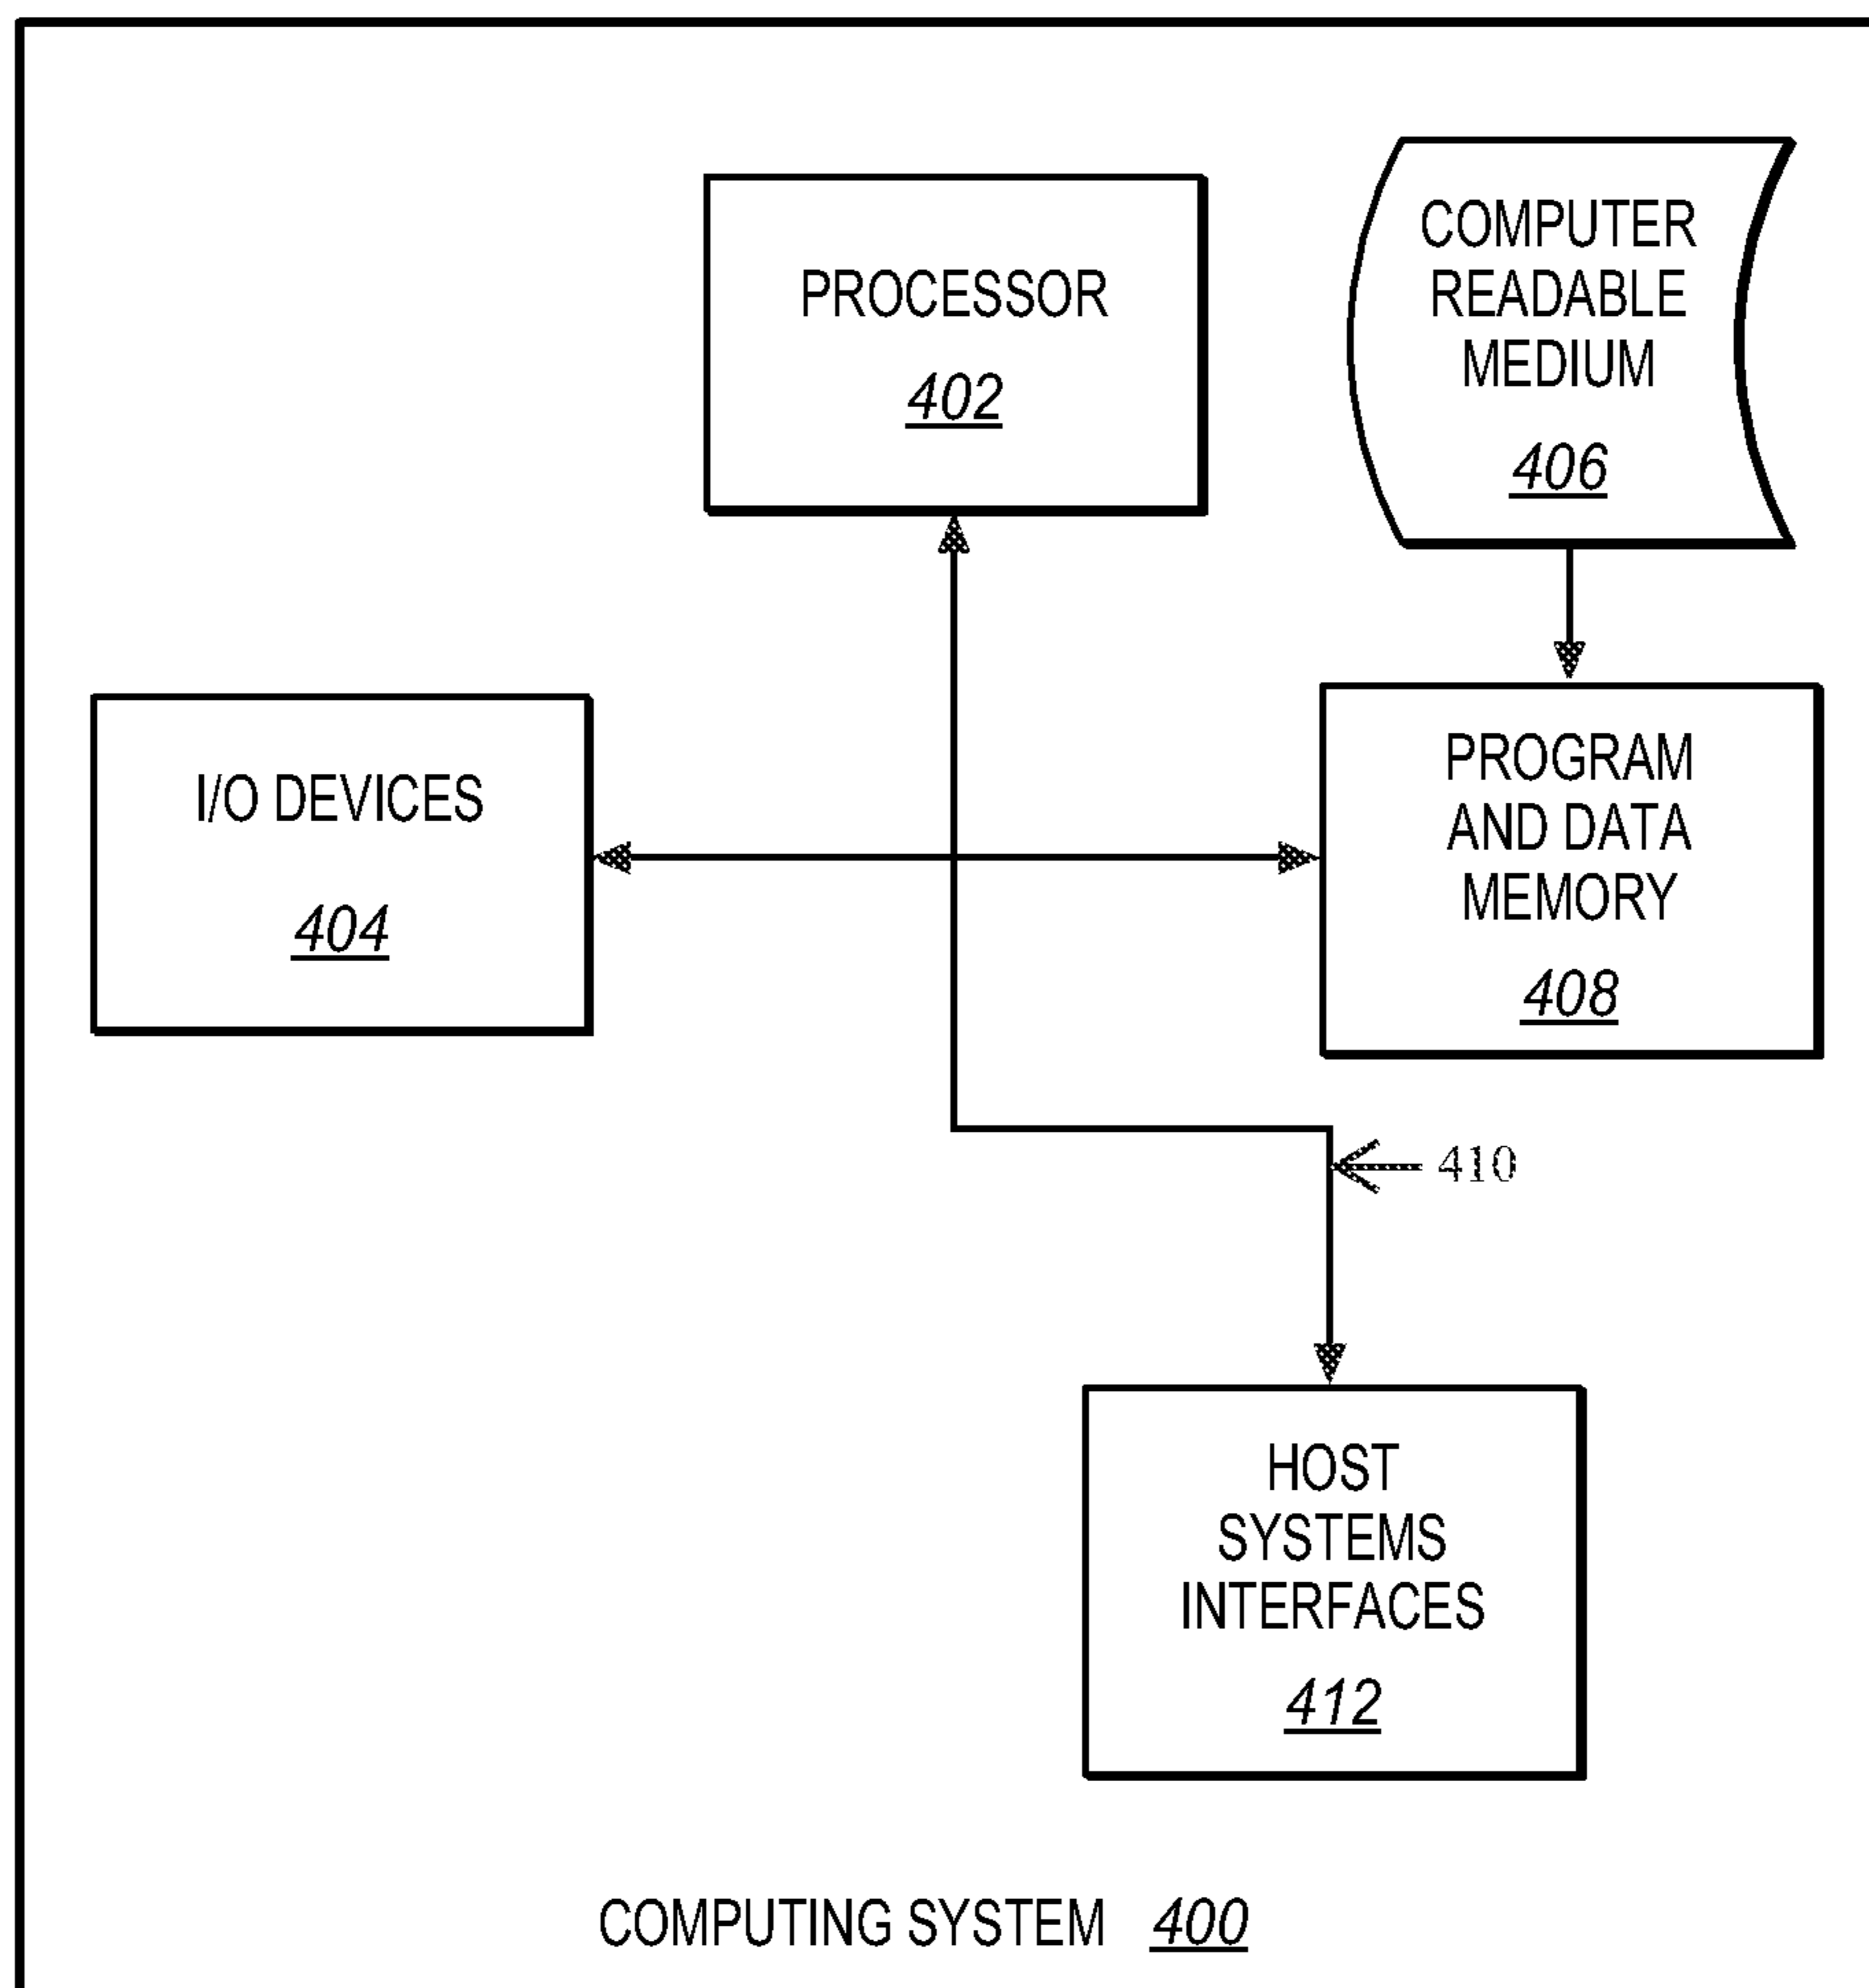 PROCESSOR
402
COMPUTER
READABLE
MEDIUM
406
I/O DEVICES
404
PROGRAM
AND DATA
MEMORY
408
410
HOST
SYSTEMS
INTERFACES
412
COMPUTING SYSTEM 400